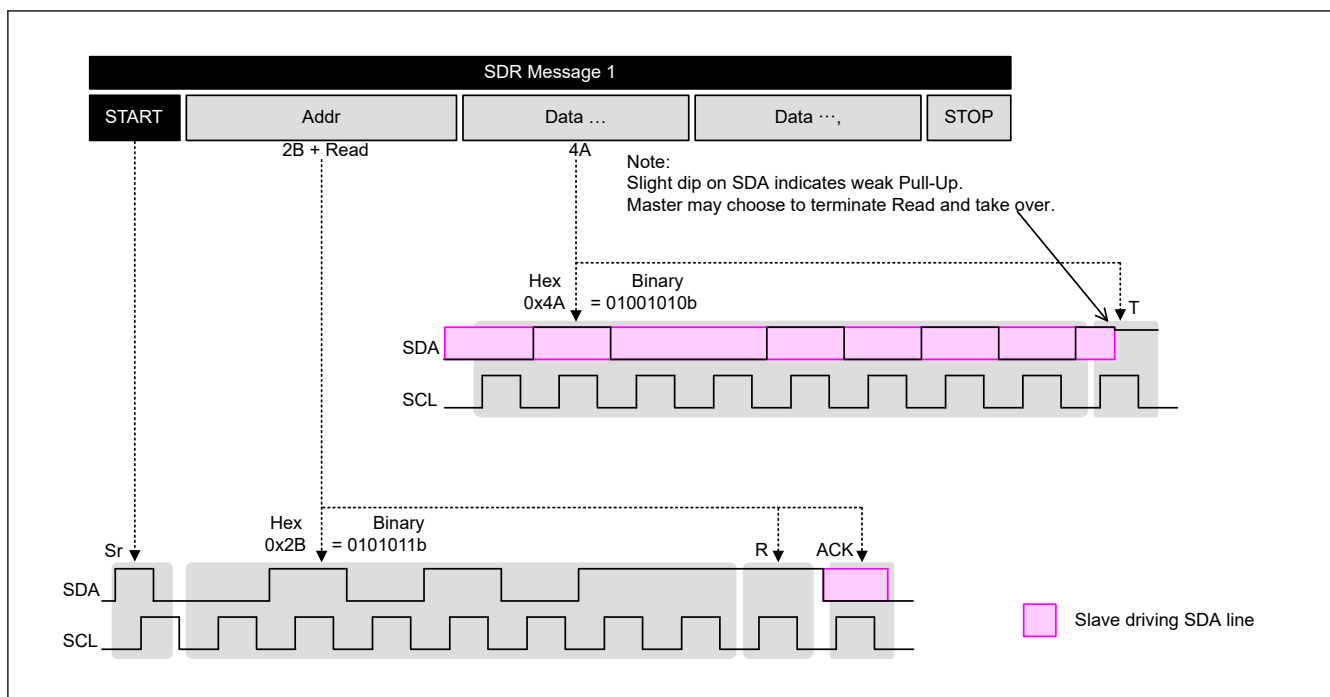 SDR Message 1
START Addr Data … Data ···, STOP
2B + Read 4A
Note:
Slight dip on SDA indicates weak Pull-Up.
Master may choose to terminate Read and take over.
Hex Binary
0x4A = 01001010b
T
SDA
SCL
Hex Binary
0x2B = 0101011b
Sr R ACK
SDA
SCL
Slave driving SDA line